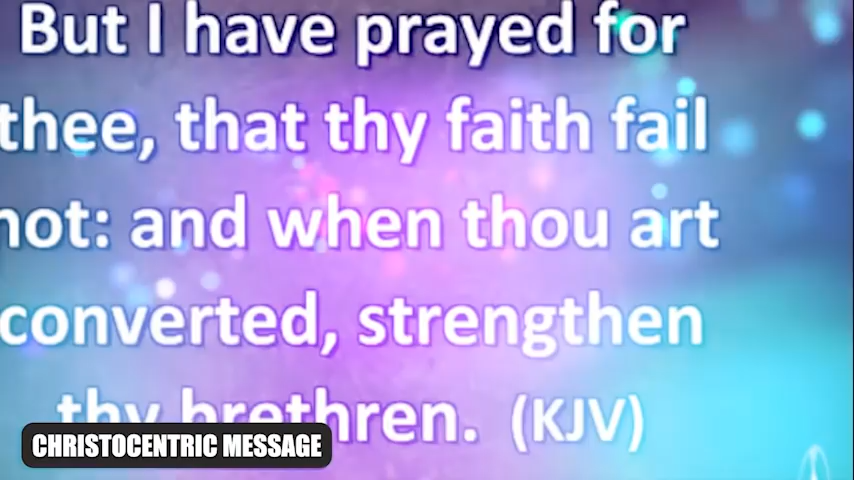 But I have prayed for
thee, that thy faith fail
not: and when thou art
converted, strengthen
thy brethren. (KJV)
CHRISTOCENTRIC MESSAGE